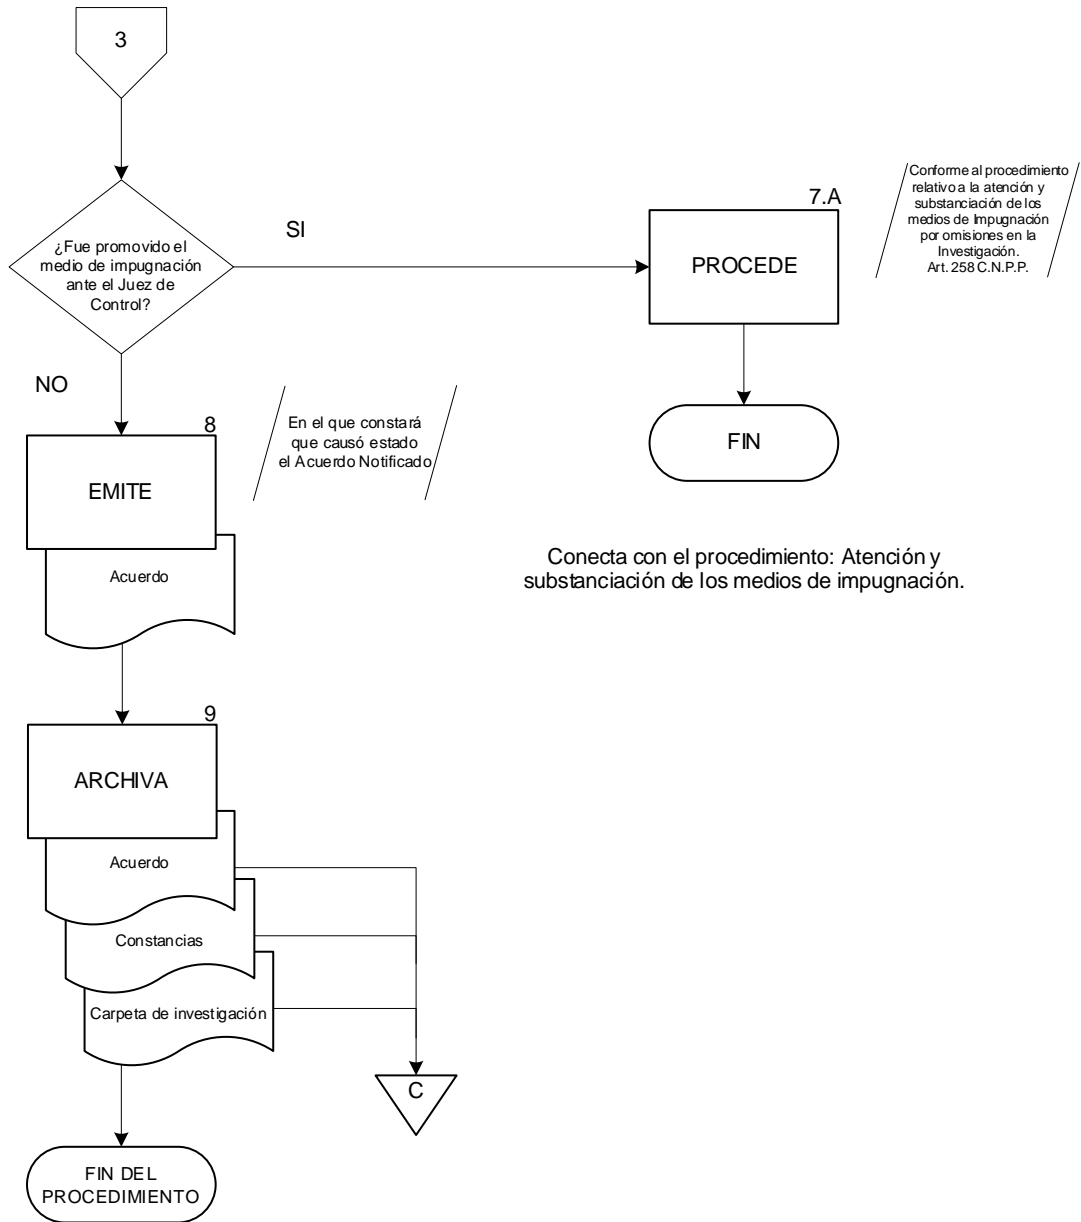 3
¿Fue promovido el
medio de impugnación
ante el Juez de
Control?
SI
7.A
PROCEDE
Conforme al procedimiento
relativo a la atención y
substanciación de los
medios de Impugnación
por omisiones en la
Investigación.
Art. 258 C.N.P.P.
FIN
Conecta con el procedimiento: Atención y
substanciación de los medios de impugnación.
NO
8
EMITE
En el que constará
que causó estado
el Acuerdo Notificado
Acuerdo
9
ARCHIVA
Acuerdo
Constancias
Carpeta de investigación
C
FIN DEL
PROCEDIMIENTO